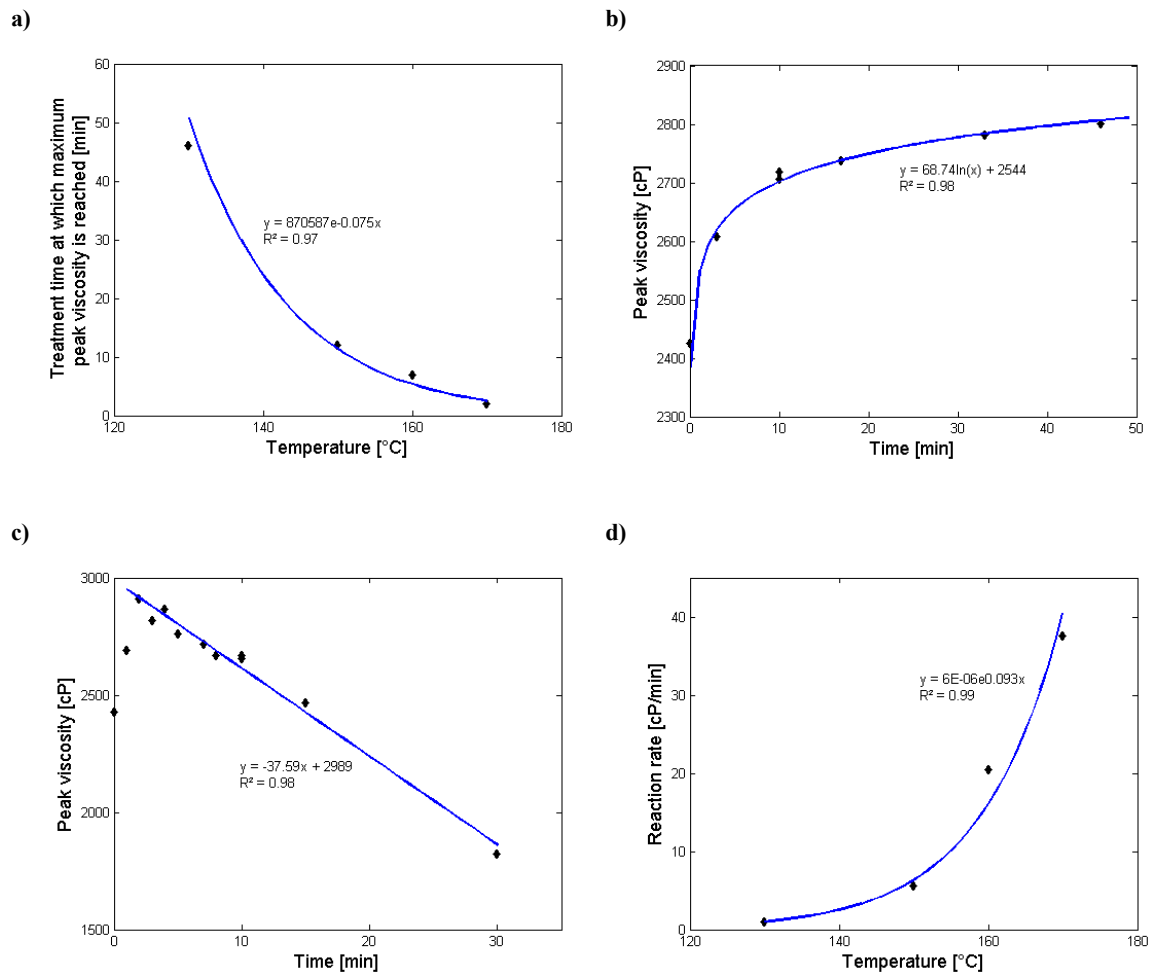 a)
60
50
40
30
20
10
0
120
140
160
180
Treatment time at which maximum
peak viscosity is reached [min]
Temperature [°C]
y = 870587e-0.075x
R² = 0.97
b)
2900
2800
2700
2600
2500
2400
2300
0
10
20
30
40
50
Peak viscosity [cP]
Time [min]
y = 68.74ln(x) + 2544
R² = 0.98
c)
3000
2500
2000
1500
0
10
20
30
Peak viscosity [cP]
Time [min]
y = -37.59x + 2989
R² = 0.98
d)
40
30
20
10
0
120
140
160
180
Reaction rate [cP/min]
Temperature [°C]
y = 6E-06e0.093x
R² = 0.99